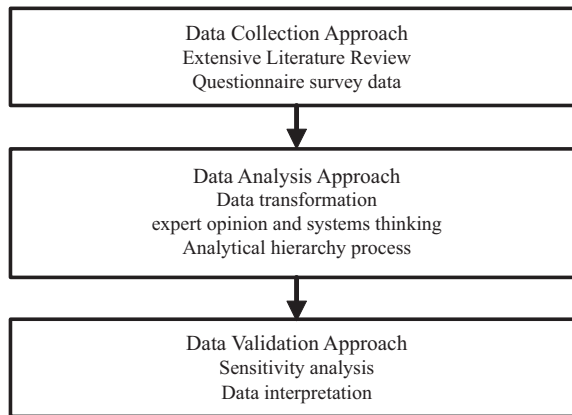 Data Collection Approach
Extensive Literature Review
Questionnaire survey data
Data Analysis Approach
Data transformation
expert opinion and systems thinking
Analytical hierarchy process
Data Validation Approach
Sensitivity analysis
Data interpretation